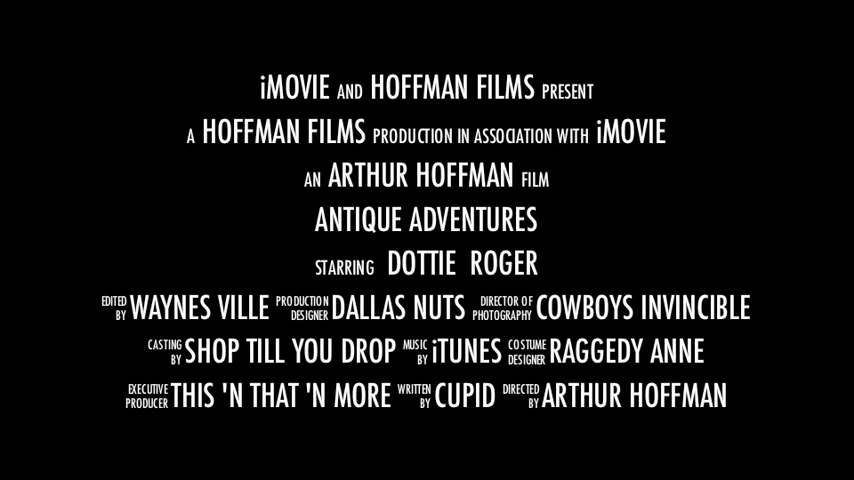 iMOVIE AND HOFFMAN FILMS PRESENT
A HOFFMAN FILMS PRODUCTION IN ASSOCIATION WITH iMOVIE
AN ARTHUR HOFFMAN FILM
ANTIQUE ADVENTURES
STARRING DOTTIE ROGER
EDITED BY WAYNES VILLE PRODUCTION DESIGNER DALLAS NUTS DIRECTOR OF PHOTOGRAPHY COWBOYS INVINCIBLE
CASTING BY SHOP TILL YOU DROP MUSIC BY iTUNES COSTUME DESIGNER RAGGEDY ANNE
EXECUTIVE PRODUCER THIS 'N THAT 'N MORE WRITTEN BY CUPID DIRECTED BY ARTHUR HOFFMAN